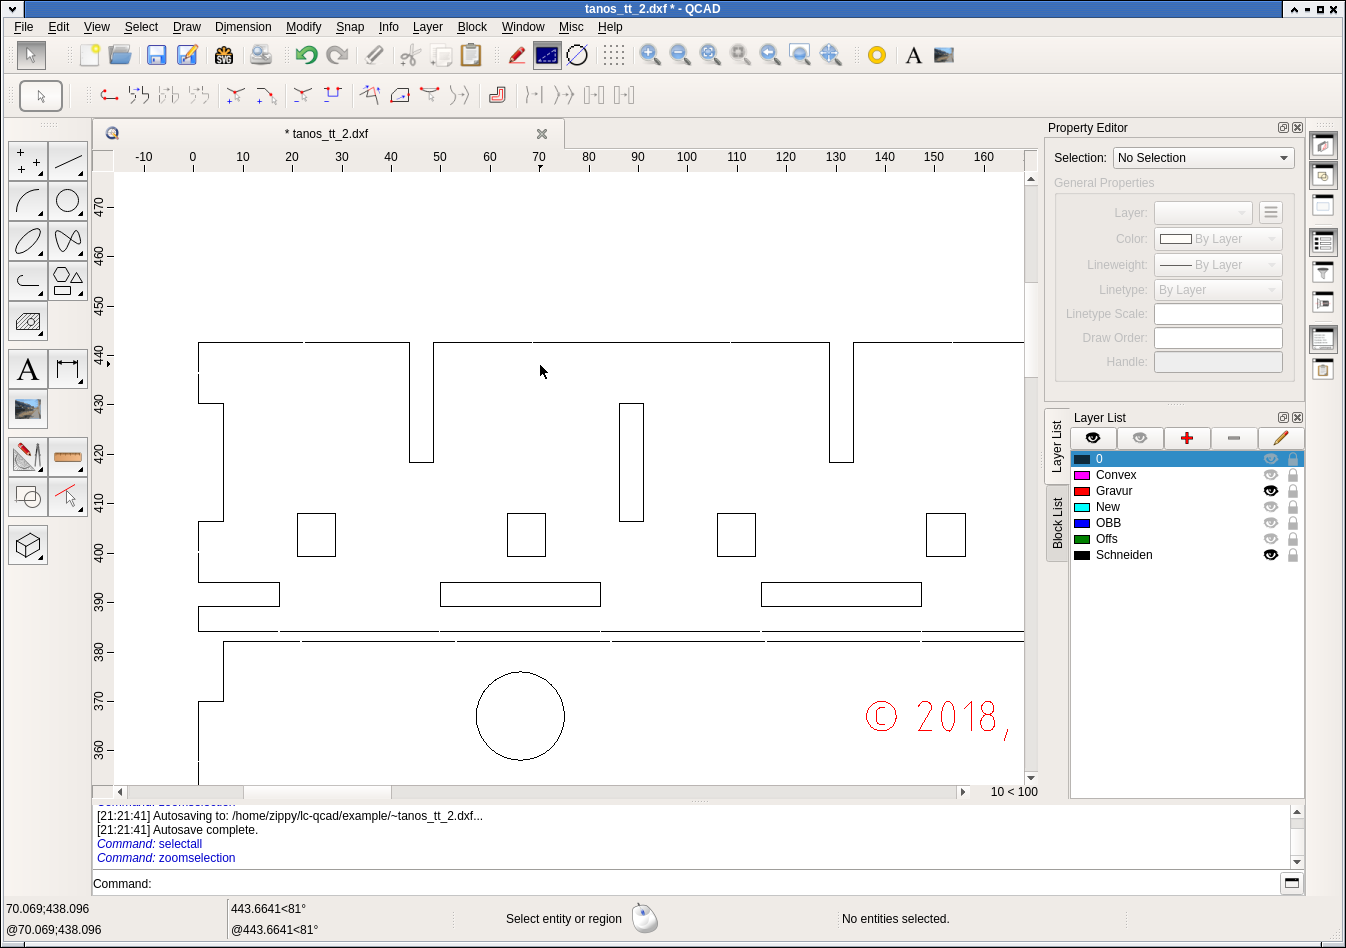 tanos_tt_2.dxf * - QCAD
File Edit View Select Draw Dimension Modify Snap Info Layer Block Window Misc Help
SVG
A
* tanos_tt_2.dxf
-10 0 10 20 30 40 50 60 70 80 90 100 110 120 130 140 150 160
470
460
450
440
430
420
410
400
390
380
370
360
A
© 2018,
10 < 100
Property Editor
Selection: No Selection
General Properties
Layer:
Color: By Layer
Lineweight: By Layer
Linetype: By Layer
Linetype Scale:
Draw Order:
Handle:
Layer List
Block List
Layer List
0
Convex
Gravur
New
OBB
Offs
Schneiden
[21:21:41] Autosaving to: /home/zippy/lc-qcad/example/~tanos_tt_2.dxf...
[21:21:41] Autosave complete.
Command: selectall
Command: zoomselection
Command:
70.069;438.096
@70.069;438.096
443.6641<81°
@443.6641<81°
Select entity or region
No entities selected.